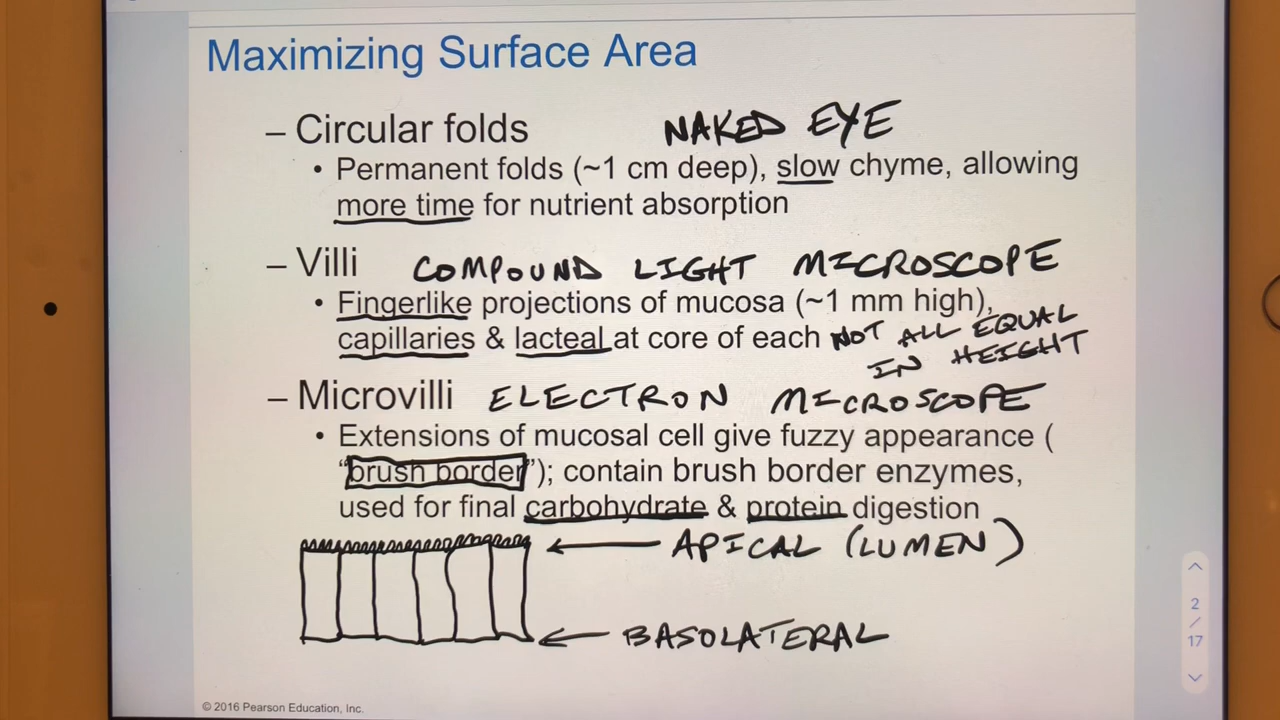 Maximizing Surface Area
– Circular folds NAKED EYE
• Permanent folds (~1 cm deep), slow chyme, allowing
more time for nutrient absorption
– Villi COMPOUND LIGHT MICROSCOPE
• Fingerlike projections of mucosa (~1 mm high),
capillaries & lacteal at core of each NOT ALL EQUAL
IN HEIGHT
– Microvilli ELECTRON MICROSCOPE
• Extensions of mucosal cell give fuzzy appearance (
“brush border”); contain brush border enzymes,
used for final carbohydrate & protein digestion
APICAL (LUMEN)
BASOLATERAL
2
/
17
© 2016 Pearson Education, Inc.